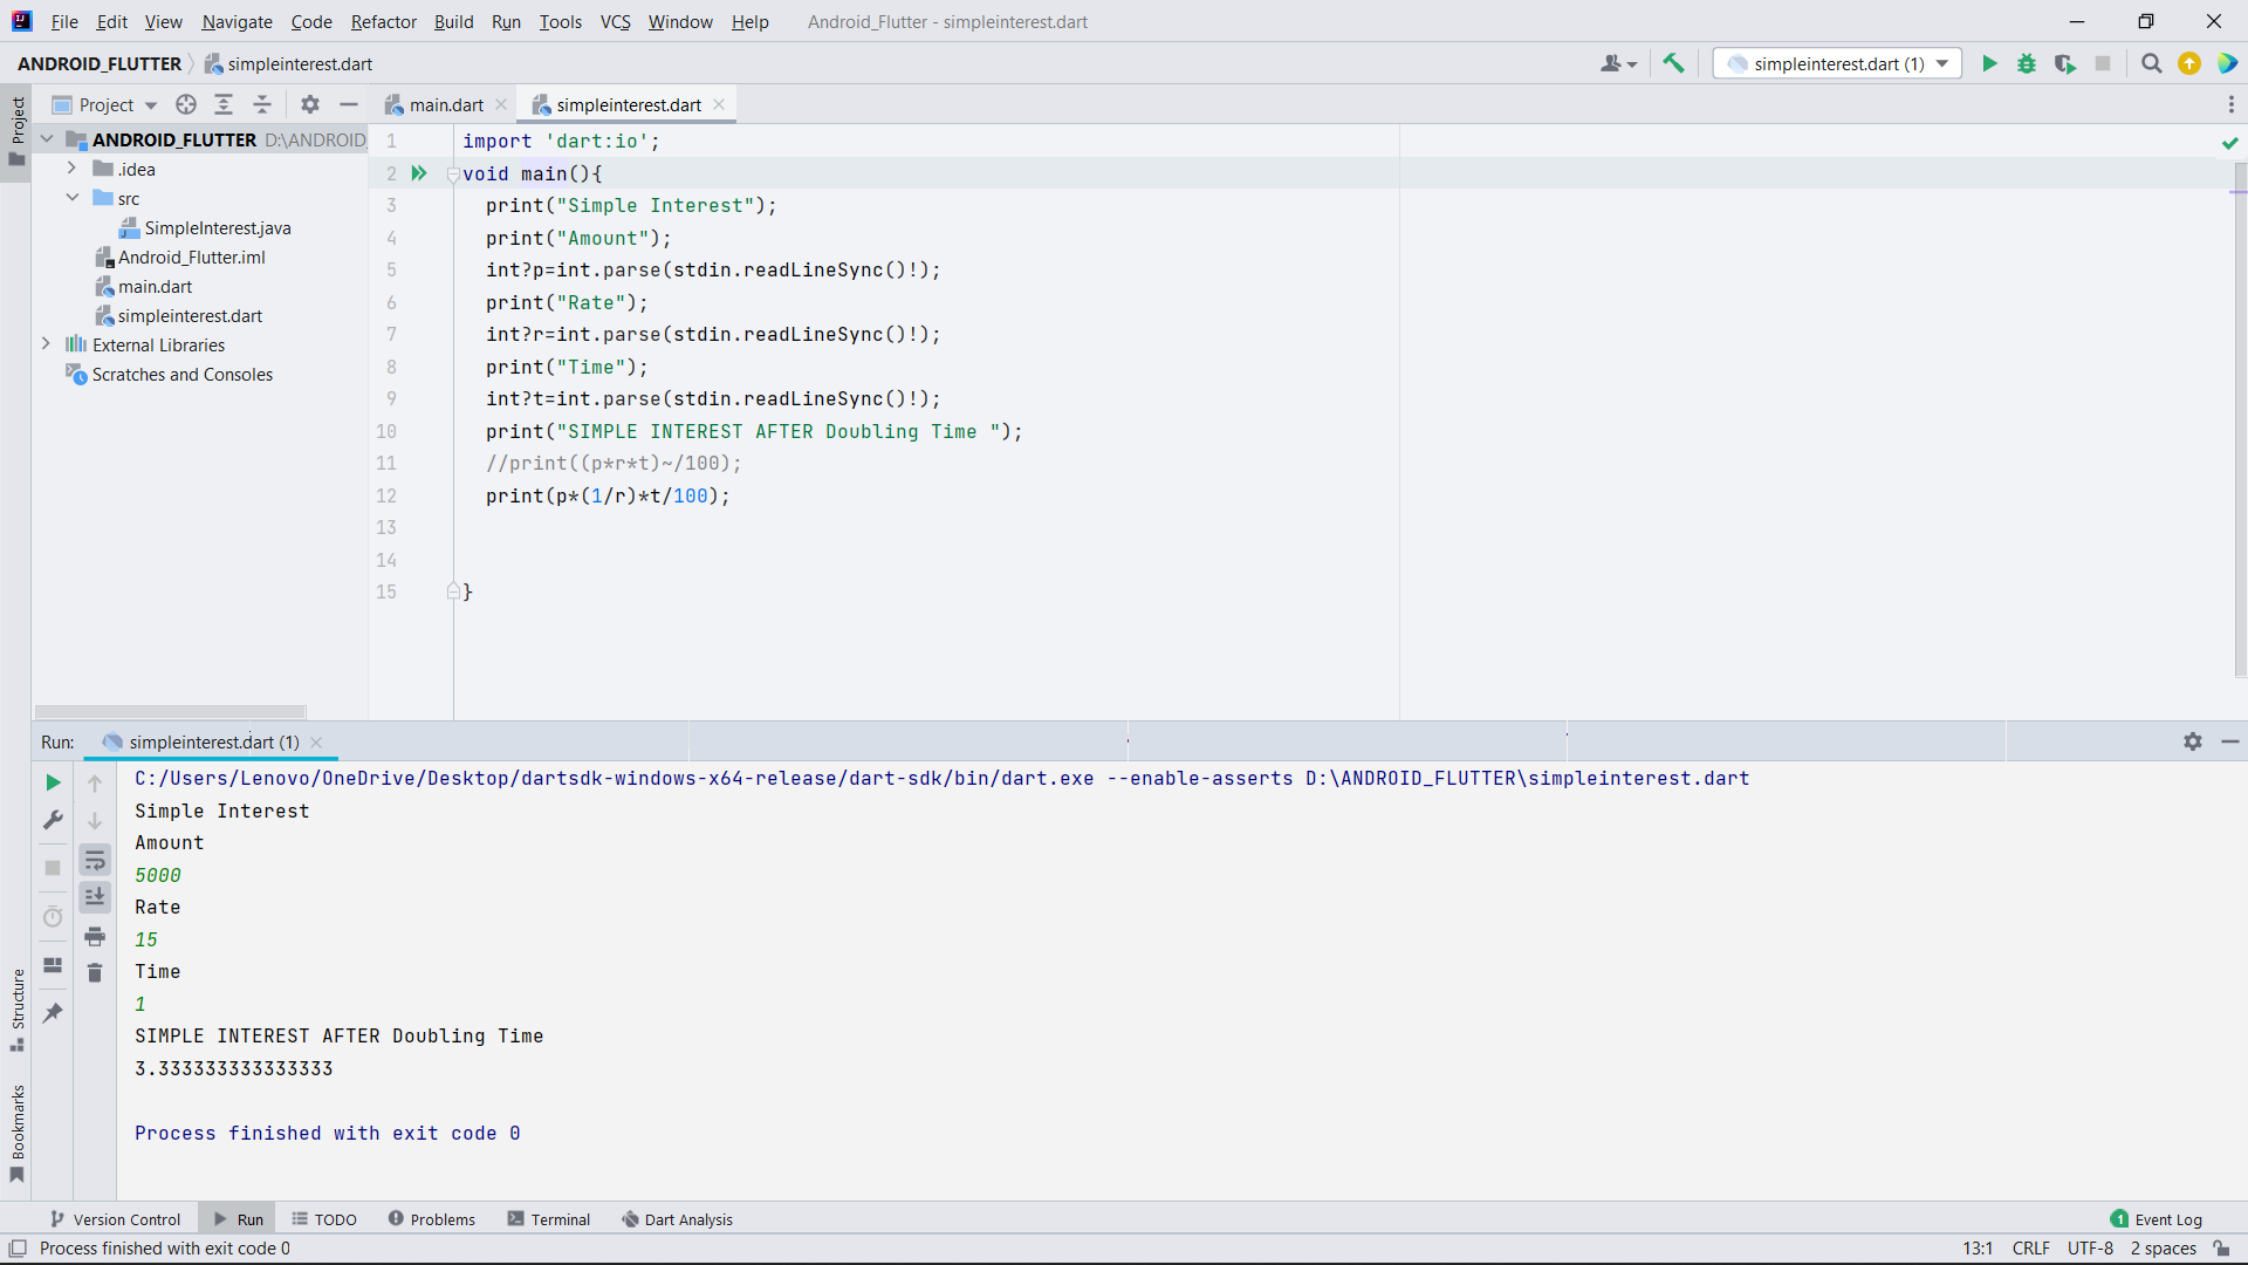 File Edit View Navigate Code Refactor Build Run Tools VCS Window Help Android_Flutter - simpleinterest.dart
ANDROID_FLUTTER simpleinterest.dart simpleinterest.dart (1)
Project Project main.dart simpleinterest.dart
ANDROID_FLUTTER D:\ANDROID_
.idea
src
SimpleInterest.java
Android_Flutter.iml
main.dart
simpleinterest.dart
External Libraries
Scratches and Consoles
1 import 'dart:io';
2 void main(){
3 print("Simple Interest");
4 print("Amount");
5 int?p=int.parse(stdin.readLineSync()!);
6 print("Rate");
7 int?r=int.parse(stdin.readLineSync()!);
8 print("Time");
9 int?t=int.parse(stdin.readLineSync()!);
10 print("SIMPLE INTEREST AFTER Doubling Time ");
11 //print((p*r*t)~/100);
12 print(p*(1/r)*t/100);
13
14
15 }
Run: simpleinterest.dart (1)
C:/Users/Lenovo/OneDrive/Desktop/dartsdk-windows-x64-release/dart-sdk/bin/dart.exe --enable-asserts D:\ANDROID_FLUTTER\simpleinterest.dart
Simple Interest
Amount
5000
Rate
15
Time
1
SIMPLE INTEREST AFTER Doubling Time
3.333333333333333
Process finished with exit code 0
Structure
Bookmarks
Version Control Run TODO Problems Terminal Dart Analysis 1 Event Log
Process finished with exit code 0 13:1 CRLF UTF-8 2 spaces